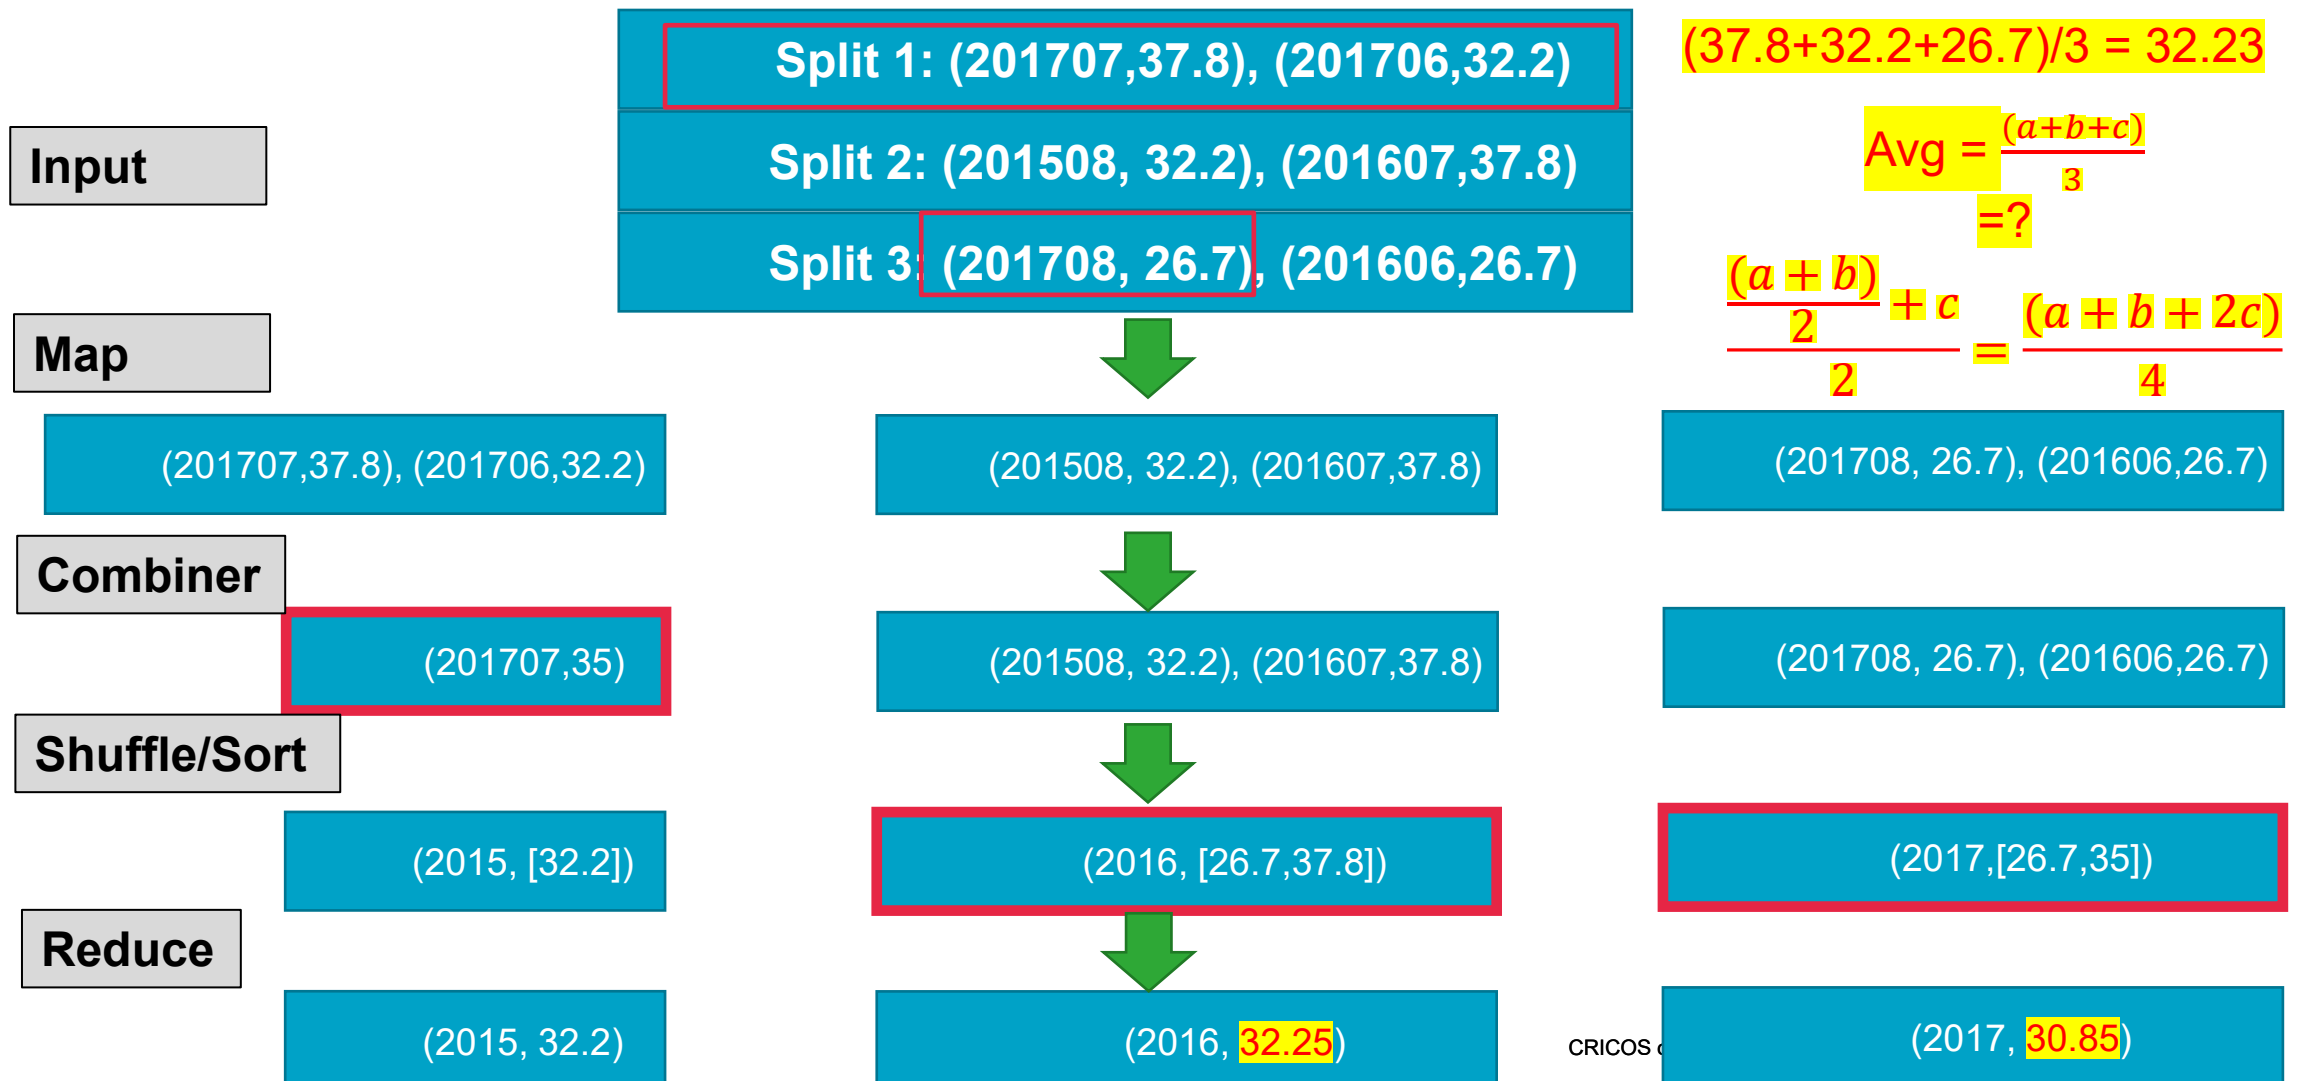 Split 1: (201707,37.8), (201706,32.2)
(37.8+32.2+26.7)/3 = 32.23
Input
Split 2: (201508, 32.2), (201607,37.8)
Avg = (a+b+c)/3
=?
Split 3: (201708, 26.7), (201606,26.7)
((a + b)/2 + c)/2 = (a + b + 2c)/4
Map
(201707,37.8), (201706,32.2)
(201508, 32.2), (201607,37.8)
(201708, 26.7), (201606,26.7)
Combiner
(201707,35)
(201508, 32.2), (201607,37.8)
(201708, 26.7), (201606,26.7)
Shuffle/Sort
(2015, [32.2])
(2016, [26.7,37.8])
(2017,[26.7,35])
Reduce
(2015, 32.2)
(2016, 32.25)
CRICOS
(2017, 30.85)